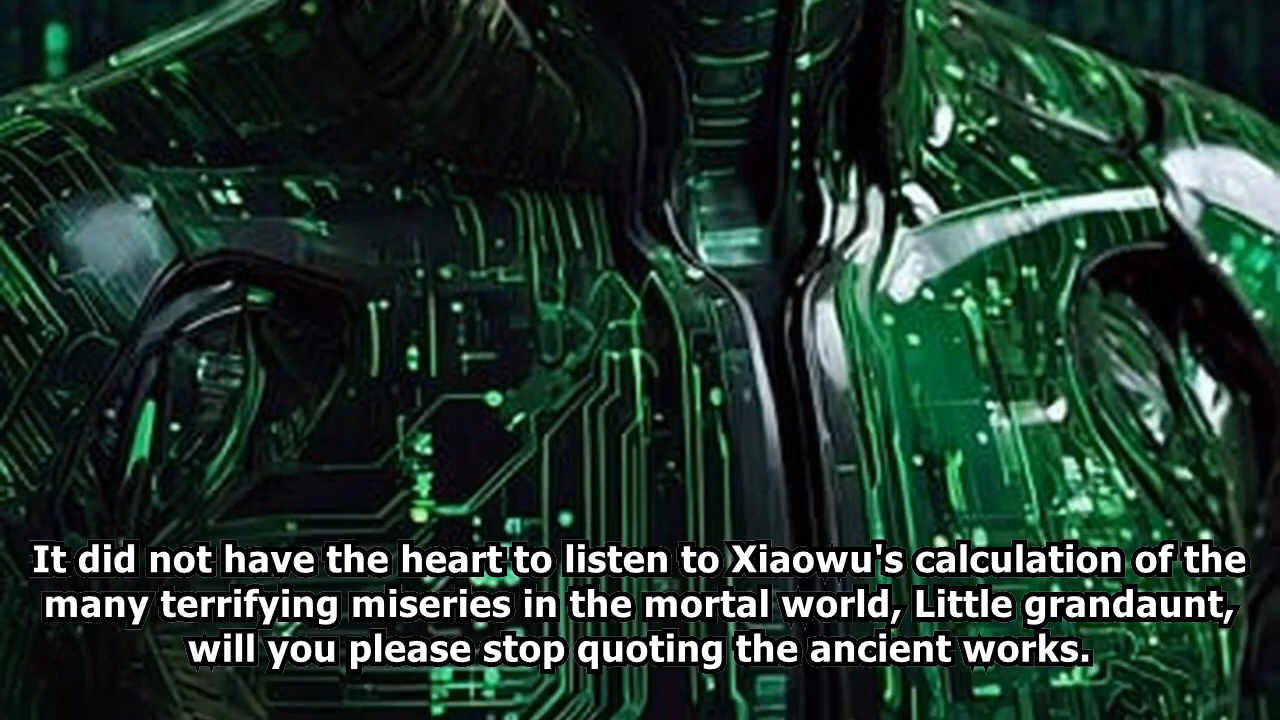 It did not have the heart to listen to Xiaowu's calculation of the
many terrifying miseries in the mortal world, Little grandaunt,
will you please stop quoting the ancient works.